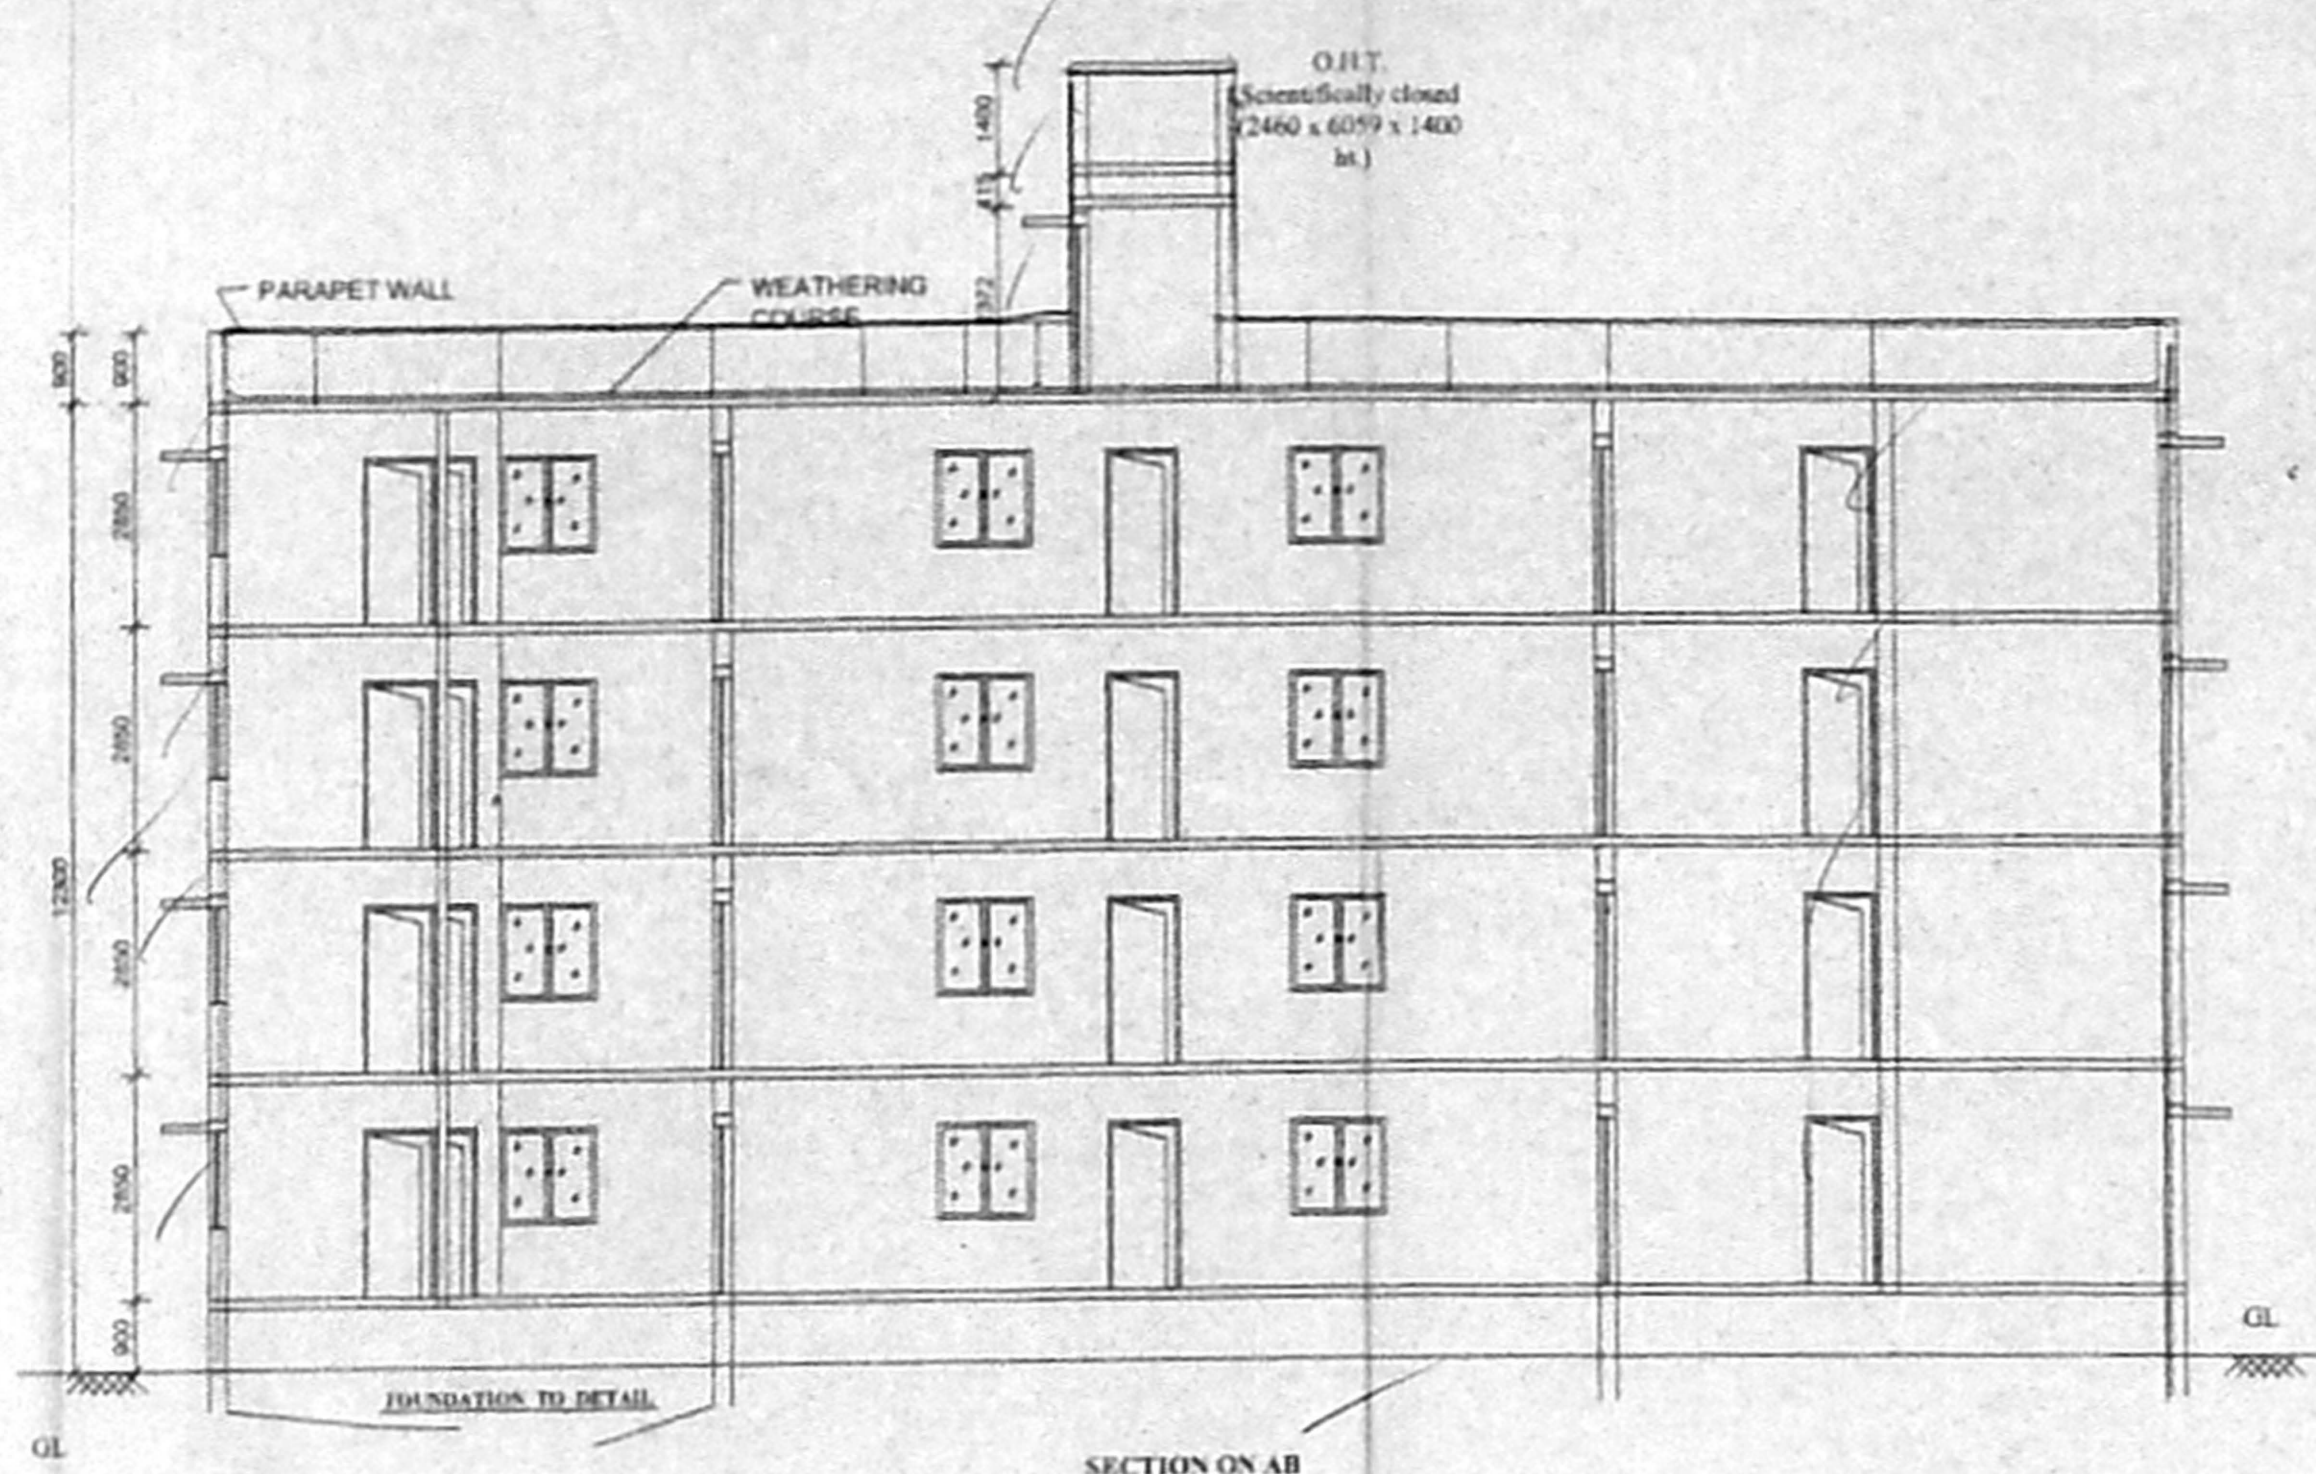 O.H.T.
(Scientifically closed
(2460 x 6059 x 1400
ht.)
1400
415
PARAPET WALL
WEATHERING
COURSE
900
900
2850
2850
12300
2850
2850
900
GL
FOUNDATION TO DETAIL
GL
SECTION ON AB